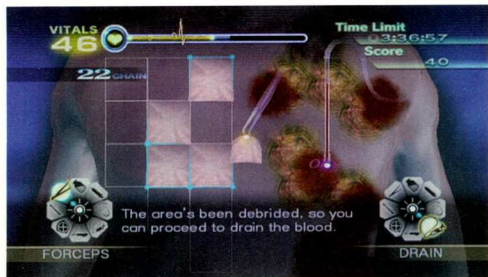 VITALS
46
Time Limit
03:36:57
Score
40
22 CHAIN
The area's been debrided, so you
can proceed to drain the blood.
FORCEPS
DRAIN